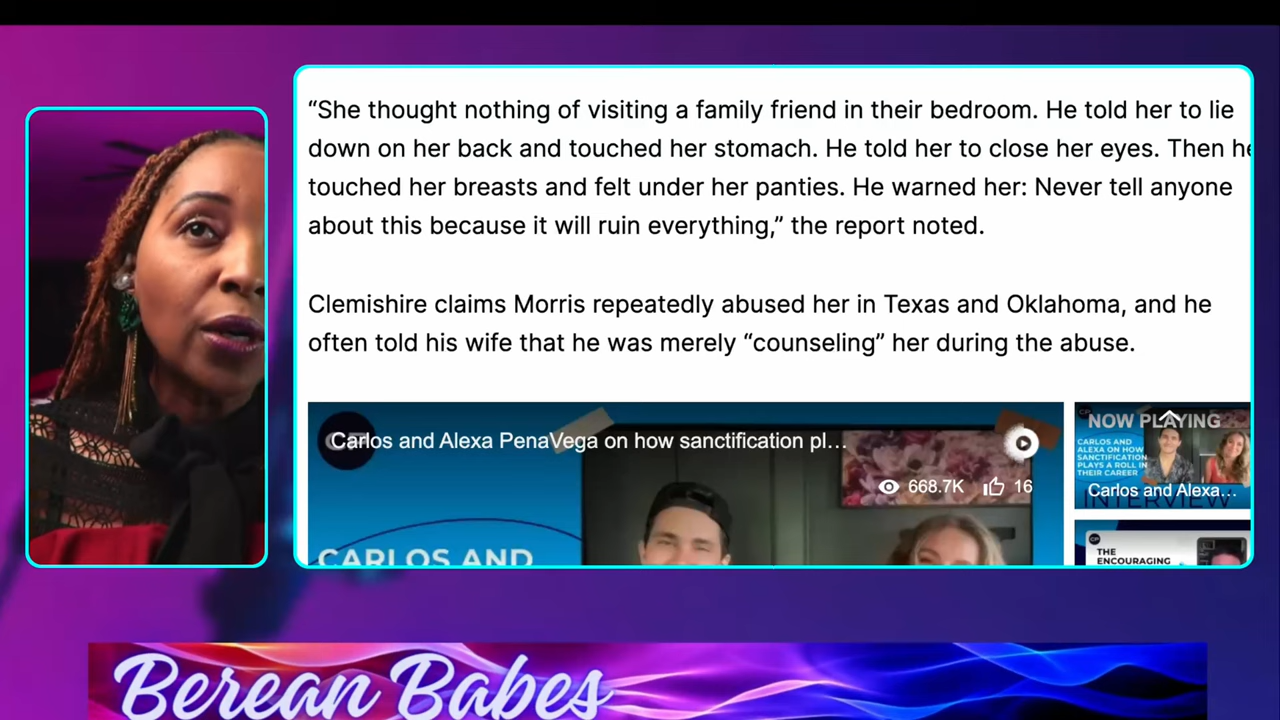 “She thought nothing of visiting a family friend in their bedroom. He told her to lie
down on her back and touched her stomach. He told her to close her eyes. Then he
touched her breasts and felt under her panties. He warned her: Never tell anyone
about this because it will ruin everything,” the report noted.
Clemishire claims Morris repeatedly abused her in Texas and Oklahoma, and he
often told his wife that he was merely “counseling” her during the abuse.
Carlos and Alexa PenaVega on how sanctification pl…
668.7K 16
CARLOS AND
NOW PLAYING
CARLOS AND
ALEXA ON HOW
SANCTIFICATION
PLAYS A ROLL IN
THEIR CAREER
Carlos and Alexa...
INTERVIEW
CP
THE
ENCOURAGING
Berean Babes